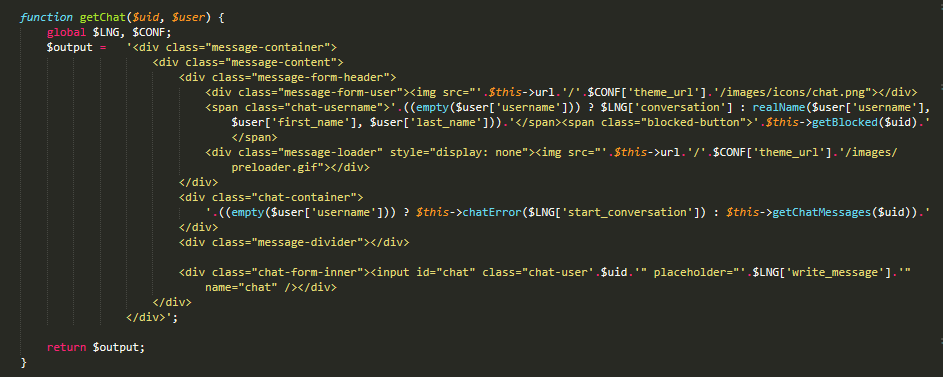 function getChat($uid, $user) {
global $LNG, $CONF;
$output = '<div class="message-container">
<div class="message-content">
<div class="message-form-header">
<div class="message-form-user"><img src="'.$this->url.'/'.$CONF['theme_url'].'/images/icons/chat.png"></div>
<span class="chat-username">'.((empty($user['username'])) ? $LNG['conversation'] : realName($user['username'],
$user['first_name'], $user['last_name'])).'</span><span class="blocked-button">'.$this->getBlocked($uid).'
</span>
<div class="message-loader" style="display: none"><img src="'.$this->url.'/'.$CONF['theme_url'].'/images/
preloader.gif"></div>
</div>
<div class="chat-container">
'.((empty($user['username'])) ? $this->chatError($LNG['start_conversation']) : $this->getChatMessages($uid)).'
</div>
<div class="message-divider"></div>
<div class="chat-form-inner"><input id="chat" class="chat-user'.$uid.'" placeholder="'.$LNG['write_message'].'"
name="chat" /></div>
</div>
</div>';
return $output;
}